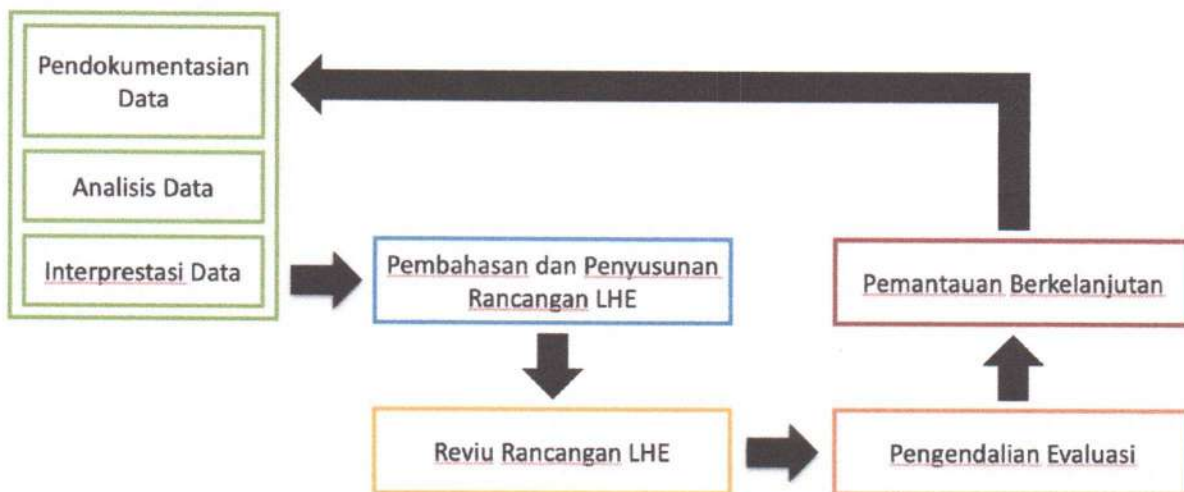 Pendokumentasian
Data
Analisis Data
Interprestasi Data
Pembahasan dan Penyusunan
Rancangan LHE
Pemantauan Berkelanjutan
Reviu Rancangan LHE
Pengendalian Evaluasi